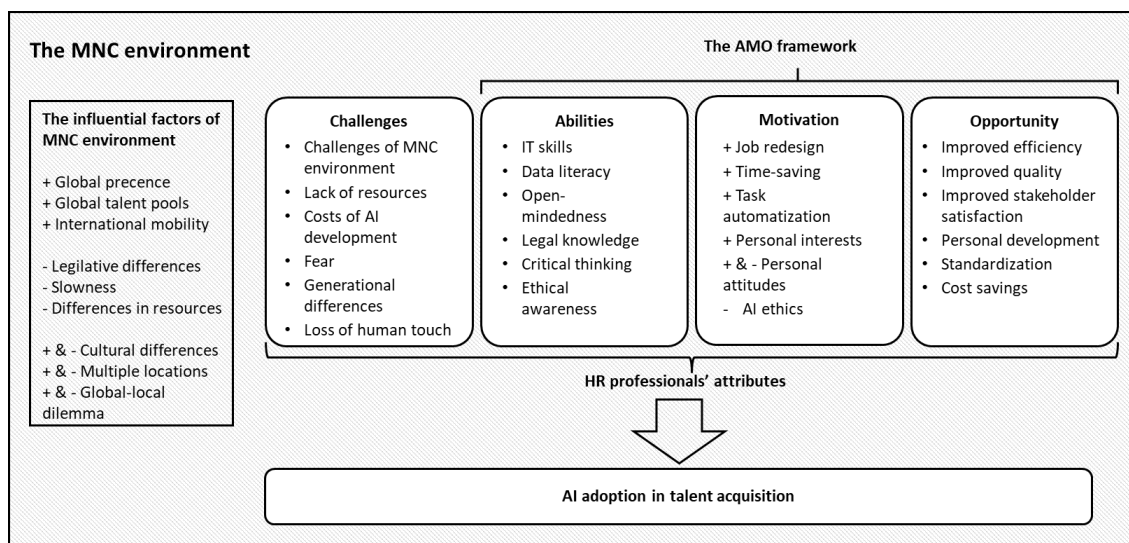 The MNC environment
The AMO framework
The influential factors of
MNC environment
+ Global precence
+ Global talent pools
+ International mobility
- Legilative differences
- Slowness
- Differences in resources
+ & - Cultural differences
+ & - Multiple locations
+ & - Global-local
dilemma
Challenges
• Challenges of MNC
environment
• Lack of resources
• Costs of AI
development
• Fear
• Generational
differences
• Loss of human touch
Abilities
• IT skills
• Data literacy
• Open-
mindedness
• Legal knowledge
• Critical thinking
• Ethical
awareness
Motivation
+ Job redesign
+ Time-saving
+ Task
automatization
+ Personal interests
+ & - Personal
attitudes
- AI ethics
Opportunity
• Improved efficiency
• Improved quality
• Improved stakeholder
satisfaction
• Personal development
• Standardization
• Cost savings
HR professionals’ attributes
AI adoption in talent acquisition